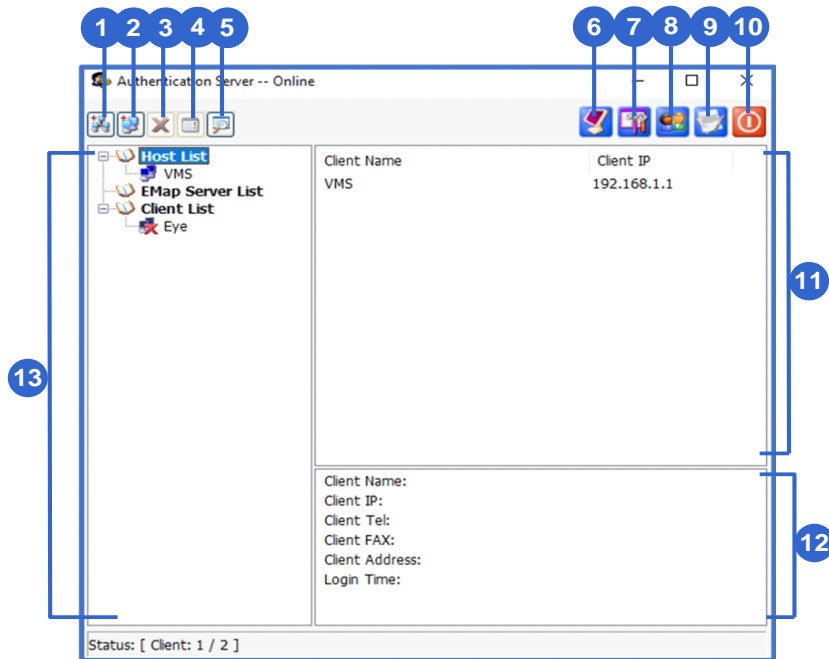 1 2 3 4 5 6 7 8 9 10
Authentication Server -- Online
Host List
VMS
EMap Server List
Client List
Eye
Client Name Client IP
VMS 192.168.1.1
11
13
Client Name:
Client IP:
Client Tel:
Client FAX:
Client Address:
Login Time:
12
Status: [ Client: 1 / 2 ]